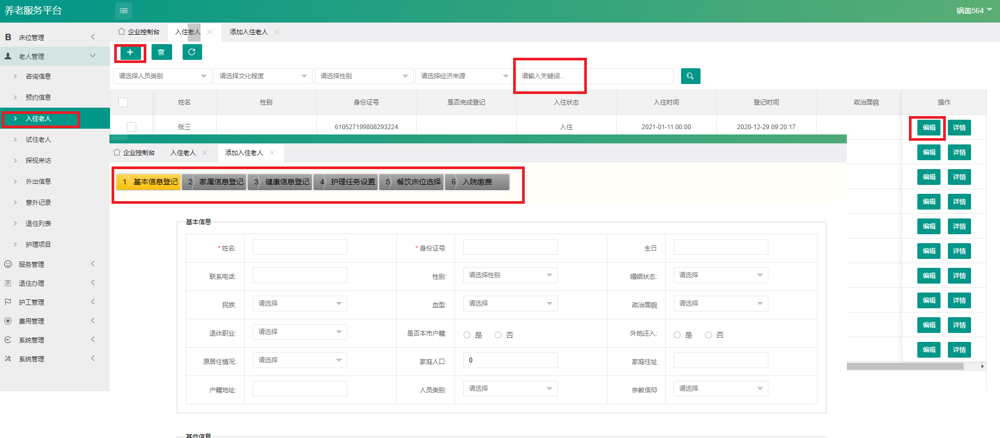 养老服务平台
锅盖564
床位管理
老人管理
咨询信息
预约信息
入住老人
试住老人
探视来访
外出信息
意外记录
退住列表
护理项目
服务管理
退住办理
护工管理
费用管理
系统管理
系统管理
企业控制台 入住老人 添加入住老人
请选择人员类别 请选择文化程度 请选择性别 请选择经济来源 请输入关键词...
姓名 性别 身份证号 是否完成登记 入住状态 入住时间 登记时间 政治面貌 操作
张三 610527199808293224 入住 2021-01-11 00:00 2020-12-29 09:20:17 编辑 详情
编辑 详情
编辑 详情
编辑 详情
编辑 详情
编辑 详情
编辑 详情
编辑 详情
编辑 详情
编辑 详情
企业控制台 入住老人 添加入住老人
1 基本信息登记 2 家属信息登记 3 健康信息登记 4 护理任务设置 5 餐饮床位选择 6 入院缴费
基本信息
* 姓名: * 身份证号: 生日
联系电话: 性别: 请选择性别 婚姻状态: 请选择
民族: 请选择 血型: 请选择 政治面貌 请选择
退休职业: 请选择 是否本市户籍: 是 否 外地迁入: 是 否
原居住情况: 请选择 家庭人口: 0 家庭住址
户籍地址: 人员类别: 请选择 宗教信仰 请选择
其他信息